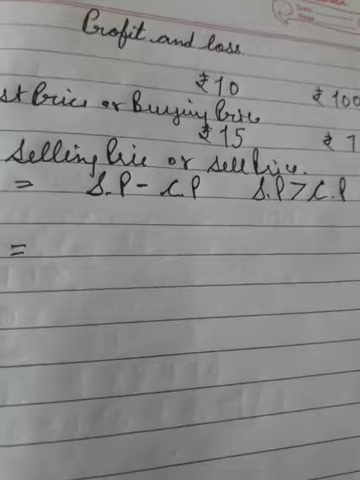 Profit and loss
₹10 ₹100
st Price or Buying Price
₹15 ₹ 7
Selling Price or sell Price.
= S.P - C.P S.P > C.P
=